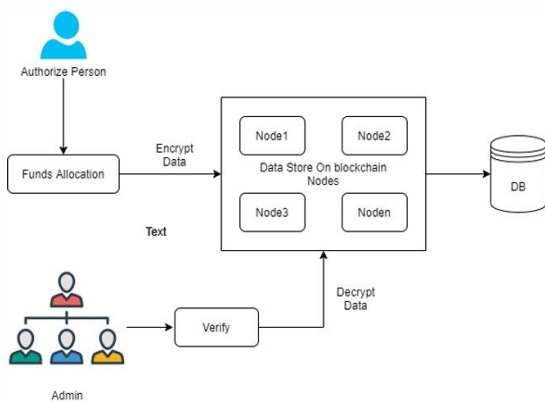 Authorize Person
Funds Allocation
Encrypt
Data
Node1
Node2
Data Store On blockchain
Nodes
Node3
Noden
DB
Text
Decrypt
Data
Verify
Admin